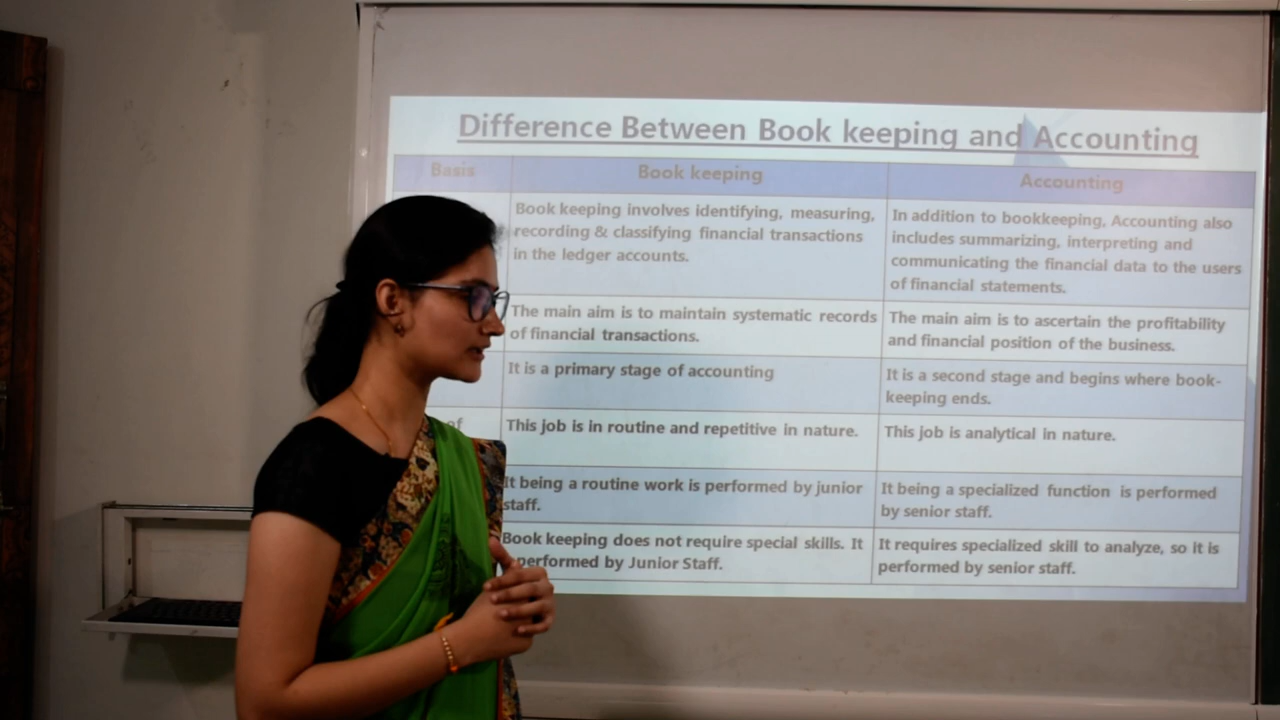 Difference Between Book keeping and Accounting
Basis
Book keeping
Accounting
Book keeping involves identifying, measuring,
recording & classifying financial transactions
in the ledger accounts.
In addition to bookkeeping, Accounting also
includes summarizing, interpreting and
communicating the financial data to the users
of financial statements.
The main aim is to maintain systematic records
of financial transactions.
The main aim is to ascertain the profitability
and financial position of the business.
It is a primary stage of accounting
It is a second stage and begins where book-
keeping ends.
of
This job is in routine and repetitive in nature.
This job is analytical in nature.
It being a routine work is performed by junior
staff.
It being a specialized function is performed
by senior staff.
Book keeping does not require special skills. It
performed by Junior Staff.
It requires specialized skill to analyze, so it is
performed by senior staff.